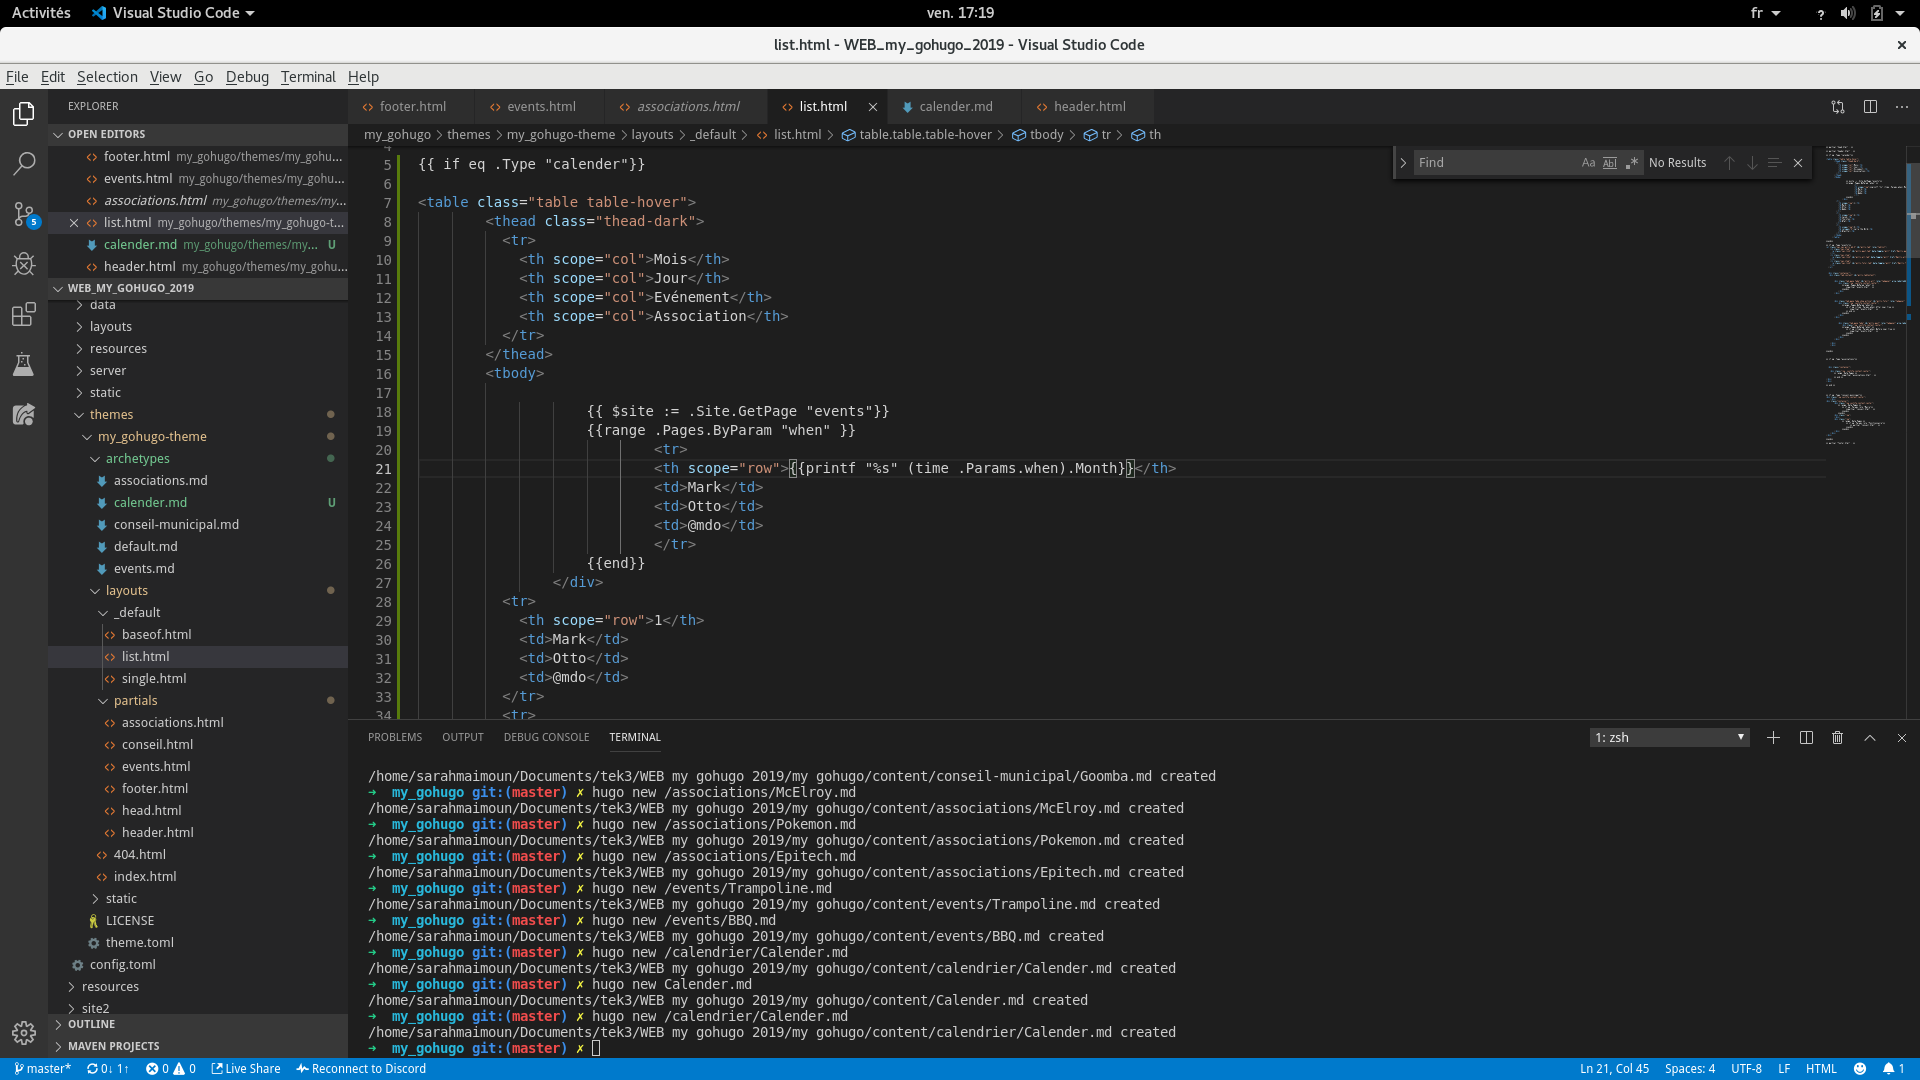 Activités
Visual Studio Code
ven. 17:19
fr
list.html - WEB_my_gohugo_2019 - Visual Studio Code
File Edit Selection View Go Debug Terminal Help
EXPLORER
OPEN EDITORS
footer.html my_gohugo/themes/my_gohu...
events.html my_gohugo/themes/my_gohu...
associations.html my_gohugo/themes/my...
list.html my_gohugo/themes/my_gohugo-t...
calender.md my_gohugo/themes/my... U
header.html my_gohugo/themes/my_gohu...
WEB_MY_GOHUGO_2019
data
layouts
resources
server
static
themes
my_gohugo-theme
archetypes
associations.md
calender.md U
conseil-municipal.md
default.md
events.md
layouts
_default
baseof.html
list.html
single.html
partials
associations.html
conseil.html
events.html
footer.html
head.html
header.html
404.html
index.html
static
LICENSE
theme.toml
config.toml
resources
site2
OUTLINE
MAVEN PROJECTS
5
footer.html events.html associations.html list.html calender.md header.html
my_gohugo > themes > my_gohugo-theme > layouts > _default > list.html > table.table.table-hover > tbody > tr > th
Find Aa Abl .* No Results
4
5 {{ if eq .Type "calender"}}
6
7 <table class="table table-hover">
8 <thead class="thead-dark">
9 <tr>
10 <th scope="col">Mois</th>
11 <th scope="col">Jour</th>
12 <th scope="col">Evénement</th>
13 <th scope="col">Association</th>
14 </tr>
15 </thead>
16 <tbody>
17
18 {{ $site := .Site.GetPage "events"}}
19 {{range .Pages.ByParam "when" }}
20 <tr>
21 <th scope="row">{{printf "%s" (time .Params.when).Month}}</th>
22 <td>Mark</td>
23 <td>Otto</td>
24 <td>@mdo</td>
25 </tr>
26 {{end}}
27 </div>
28 <tr>
29 <th scope="row">1</th>
30 <td>Mark</td>
31 <td>Otto</td>
32 <td>@mdo</td>
33 </tr>
34 <tr>
PROBLEMS OUTPUT DEBUG CONSOLE TERMINAL
1: zsh
/home/sarahmaimoun/Documents/tek3/WEB my gohugo 2019/my gohugo/content/conseil-municipal/Goomba.md created
➜ my_gohugo git:(master) ✗ hugo new /associations/McElroy.md
/home/sarahmaimoun/Documents/tek3/WEB my gohugo 2019/my gohugo/content/associations/McElroy.md created
➜ my_gohugo git:(master) ✗ hugo new /associations/Pokemon.md
/home/sarahmaimoun/Documents/tek3/WEB my gohugo 2019/my gohugo/content/associations/Pokemon.md created
➜ my_gohugo git:(master) ✗ hugo new /associations/Epitech.md
/home/sarahmaimoun/Documents/tek3/WEB my gohugo 2019/my gohugo/content/associations/Epitech.md created
➜ my_gohugo git:(master) ✗ hugo new /events/Trampoline.md
/home/sarahmaimoun/Documents/tek3/WEB my gohugo 2019/my gohugo/content/events/Trampoline.md created
➜ my_gohugo git:(master) ✗ hugo new /events/BBQ.md
/home/sarahmaimoun/Documents/tek3/WEB my gohugo 2019/my gohugo/content/events/BBQ.md created
➜ my_gohugo git:(master) ✗ hugo new /calendrier/Calender.md
/home/sarahmaimoun/Documents/tek3/WEB my gohugo 2019/my gohugo/content/calendrier/Calender.md created
➜ my_gohugo git:(master) ✗ hugo new Calender.md
/home/sarahmaimoun/Documents/tek3/WEB my gohugo 2019/my gohugo/content/Calender.md created
➜ my_gohugo git:(master) ✗ hugo new /calendrier/Calender.md
/home/sarahmaimoun/Documents/tek3/WEB my gohugo 2019/my gohugo/content/calendrier/Calender.md created
➜ my_gohugo git:(master) ✗
master* 0↓ 1↑ 0 0 Live Share Reconnect to Discord
Ln 21, Col 45 Spaces: 4 UTF-8 LF HTML 1